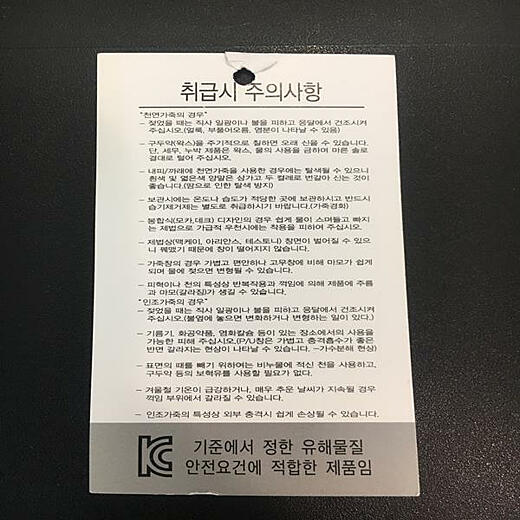 취급시 주의사항
"천연가죽의 경우"
- 젖었을 때는 직사 일광이나 불을 피하고 응달에서 건조시켜
주십시오.(얼룩, 부풀어오름, 염분이 나타날 수 있음)
- 구두약(왁스)을 주기적으로 칠하면 오래 신을 수 있습니다.
단, 세무, 누박 제품은 왁스, 물의 사용을 금하며 마른 솔로
결대로 털어 주십시오.
- 내피/까래에 천연가죽을 사용한 경우에는 탈색될 수 있으니
흰색 및 옅은색 양말은 삼가고 두 켤레로 번갈아 신는 것이
좋습니다.(땀으로 인한 탈색 방지)
- 보관시에는 온도나 습도가 적당한 곳에 보관하시고 반드시
습기제거제는 별도로 취급하시기 바랍니다.(가죽경화)
- 봉합식(모카,데크) 디자인의 경우 쉽게 물이 스며들고 빠지
는 제법으로 가급적 우천시에는 착용을 피하여 주십시오.
- 제법상(맥케이, 아리안스, 테스토니) 창면이 벌어질 수 있으
니 꿰맸기 때문에 창이 떨어지지 않습니다.
- 가죽창의 경우 가볍고 편안하나 고무창에 비해 마모가 쉽게
되며 물에 젖으면 변형될 수 있습니다.
- 피혁이나 천의 특성상 반복착용과 꺾임에 의해 제품에 주름
과 마모(갈라짐)가 생길 수 있습니다.
"인조가죽의 경우"
- 젖었을 때는 직사 일광이나 불을 피하고 응달에서 건조시켜
주십시오.(불옆에 놓으면 변화하거나 변형하는 일이 있다.)
- 기름기, 화공약품, 염화칼슘 등이 있는 장소에서의 사용을
가능한 피해 주십시오.(P/U창은 가볍고 충격흡수가 좋은
반면 갈라지는 현상이 나타날 수 있습니다. -가수분해 현상)
- 표면의 때를 빼기 위하여는 비눗물에 적신 천을 사용하고,
구두약 등의 보혁유를 사용할 필요가 없다.
- 겨울철 기온이 급강하거나, 매우 추운 날씨가 지속될 경우
꺽임 부위에서 갈라질 수 있습니다.
- 인조가죽의 특성상 외부 충격시 쉽게 손상될 수 있습니다.
기준에서 정한 유해물질
안전요건에 적합한 제품임